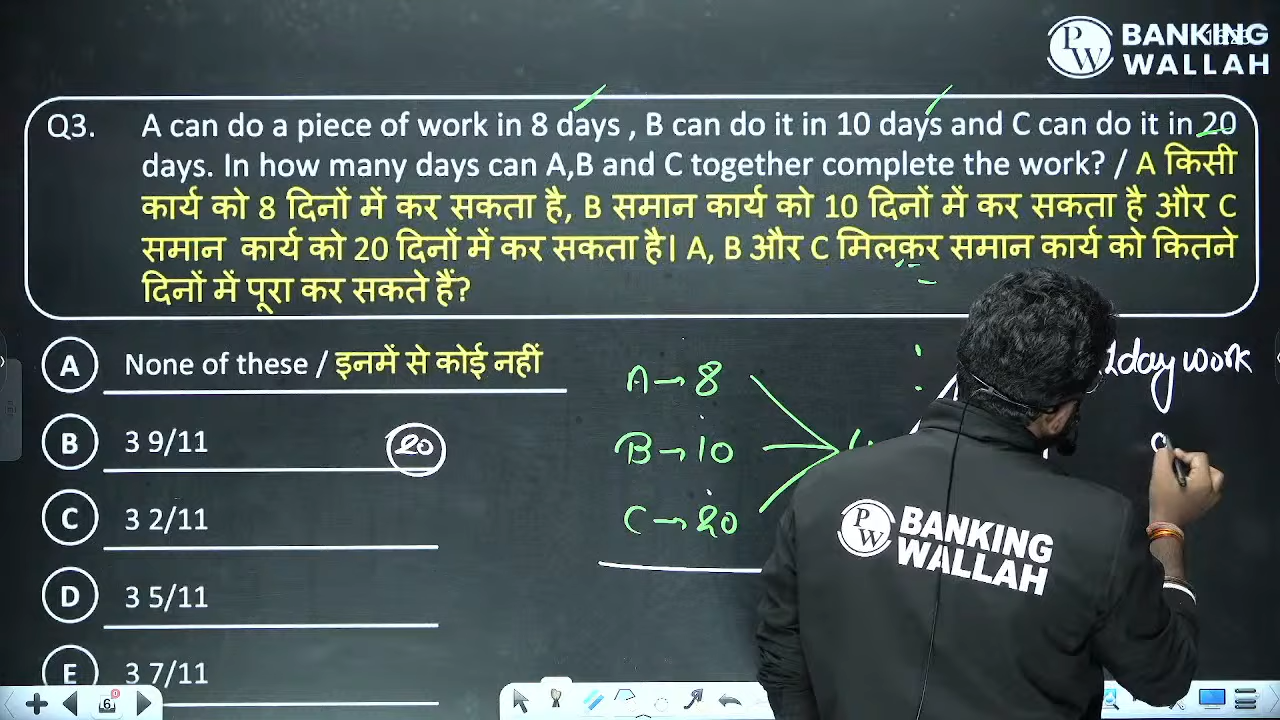 PW BANKING WALLAH
Q3. A can do a piece of work in 8 days , B can do it in 10 days and C can do it in 20
days. In how many days can A,B and C together complete the work? / A किसी
कार्य को 8 दिनों में कर सकता है, B समान कार्य को 10 दिनों में कर सकता है और C
समान कार्य को 20 दिनों में कर सकता है| A, B और C मिलकर समान कार्य को कितने
दिनों में पूरा कर सकते हैं?
A None of these / इनमें से कोई नहीं
B 3 9/11
20
C 3 2/11
D 3 5/11
E 3 7/11
A→8
B→10
C→20
1day work
PW BANKING
WALLAH
6